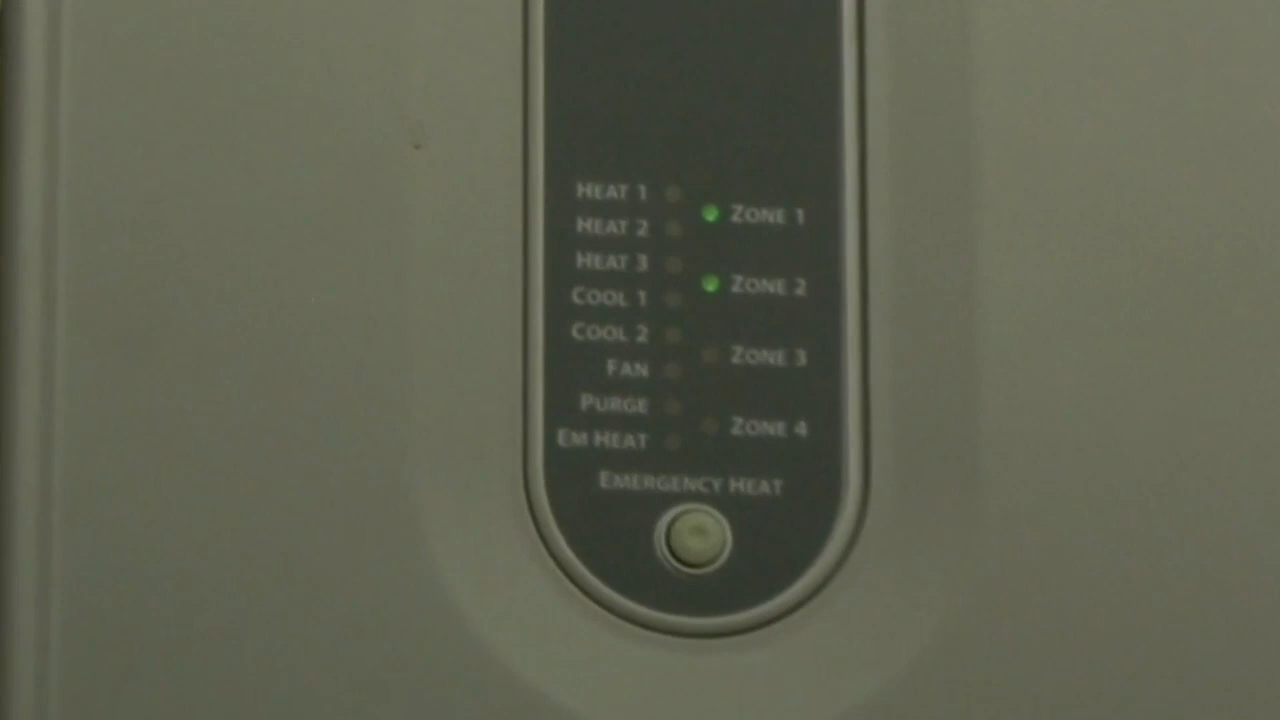 HEAT 1
ZONE 1
HEAT 2
HEAT 3
ZONE 2
COOL 1
COOL 2
ZONE 3
FAN
PURGE
ZONE 4
EM HEAT
EMERGENCY HEAT